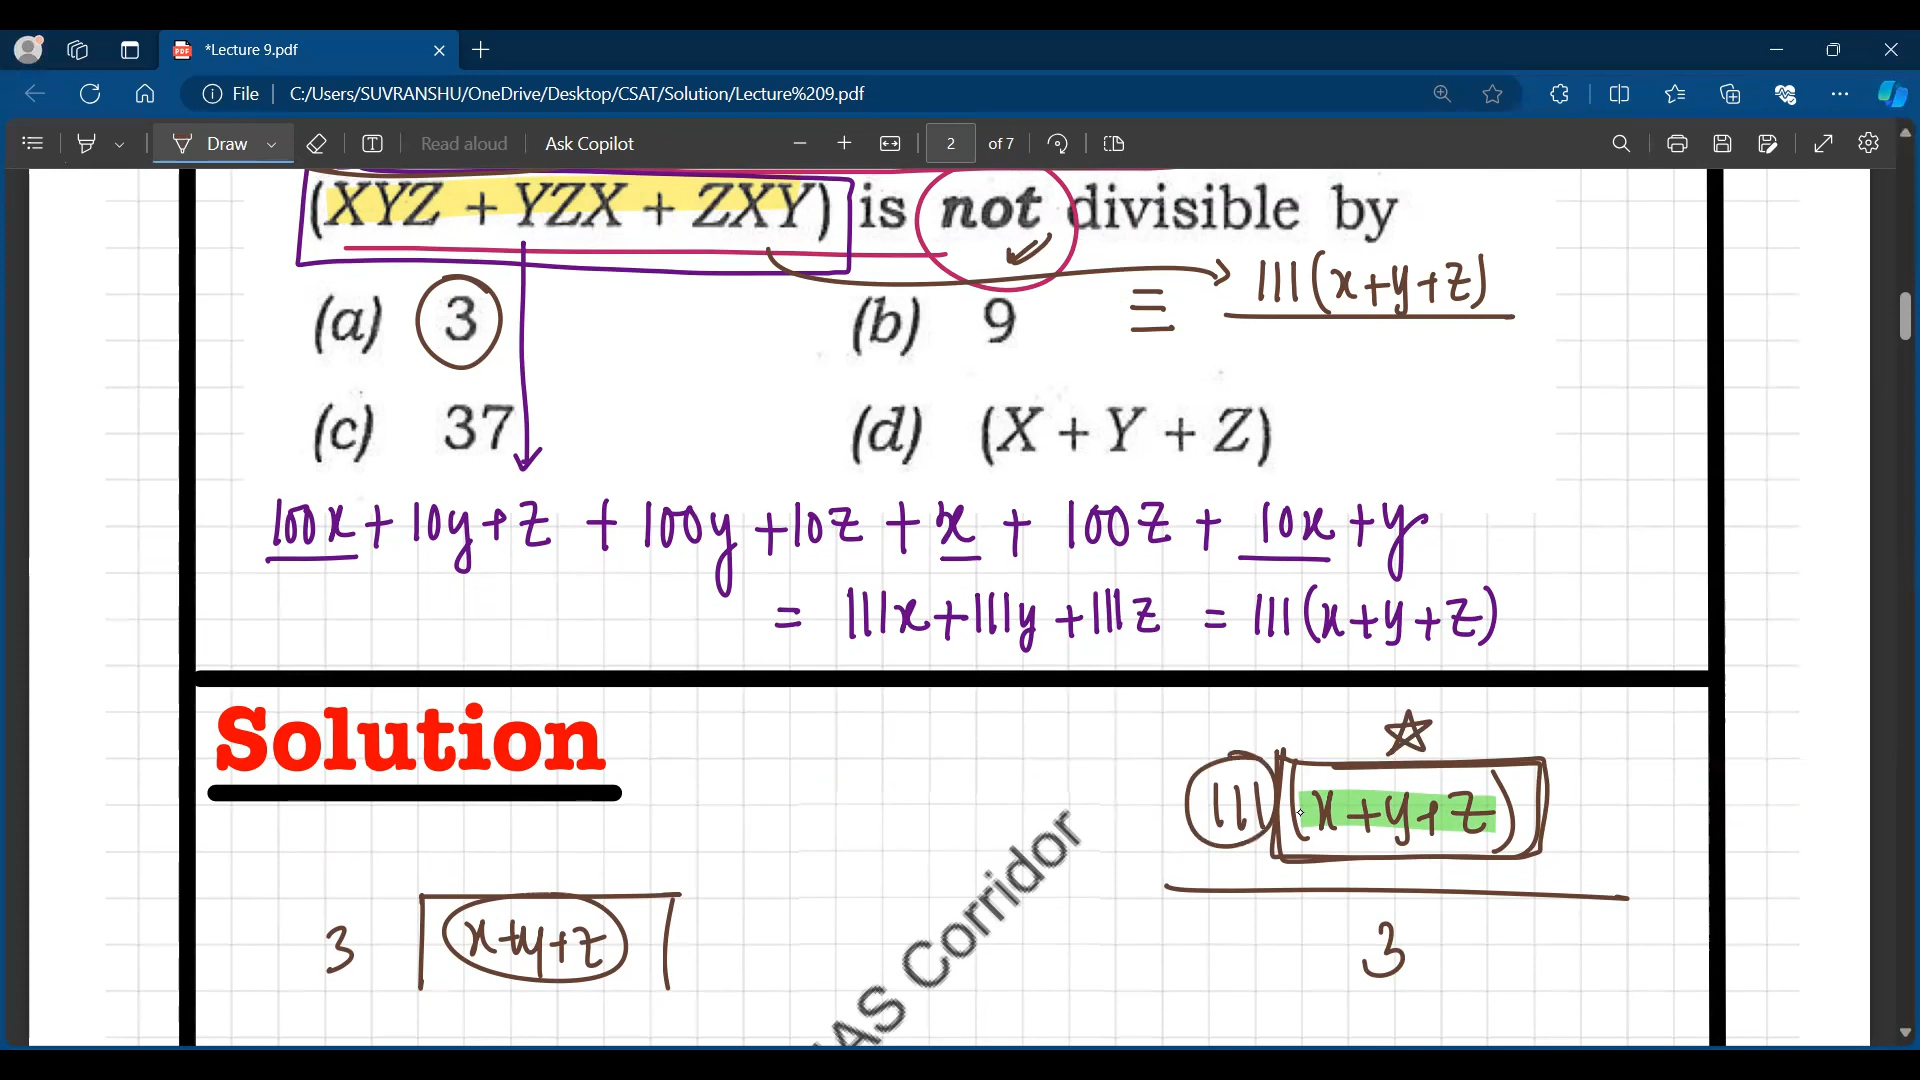 *Lecture 9.pdf
File C:/Users/SUVRANSHU/OneDrive/Desktop/CSAT/Solution/Lecture%209.pdf
Draw Read aloud Ask Copilot 2 of 7
(XYZ + YZX + ZXY) is not divisible by
≡ 111(x+y+z)
(a) 3 (b) 9
(c) 37 (d) (X + Y + Z)
100x + 10y + z + 100y + 10z + x + 100z + 10x + y
= 111x + 111y + 111z = 111(x+y+z)
Solution
111(x+y+z)
3
3 x+y+z
IAS Corridor